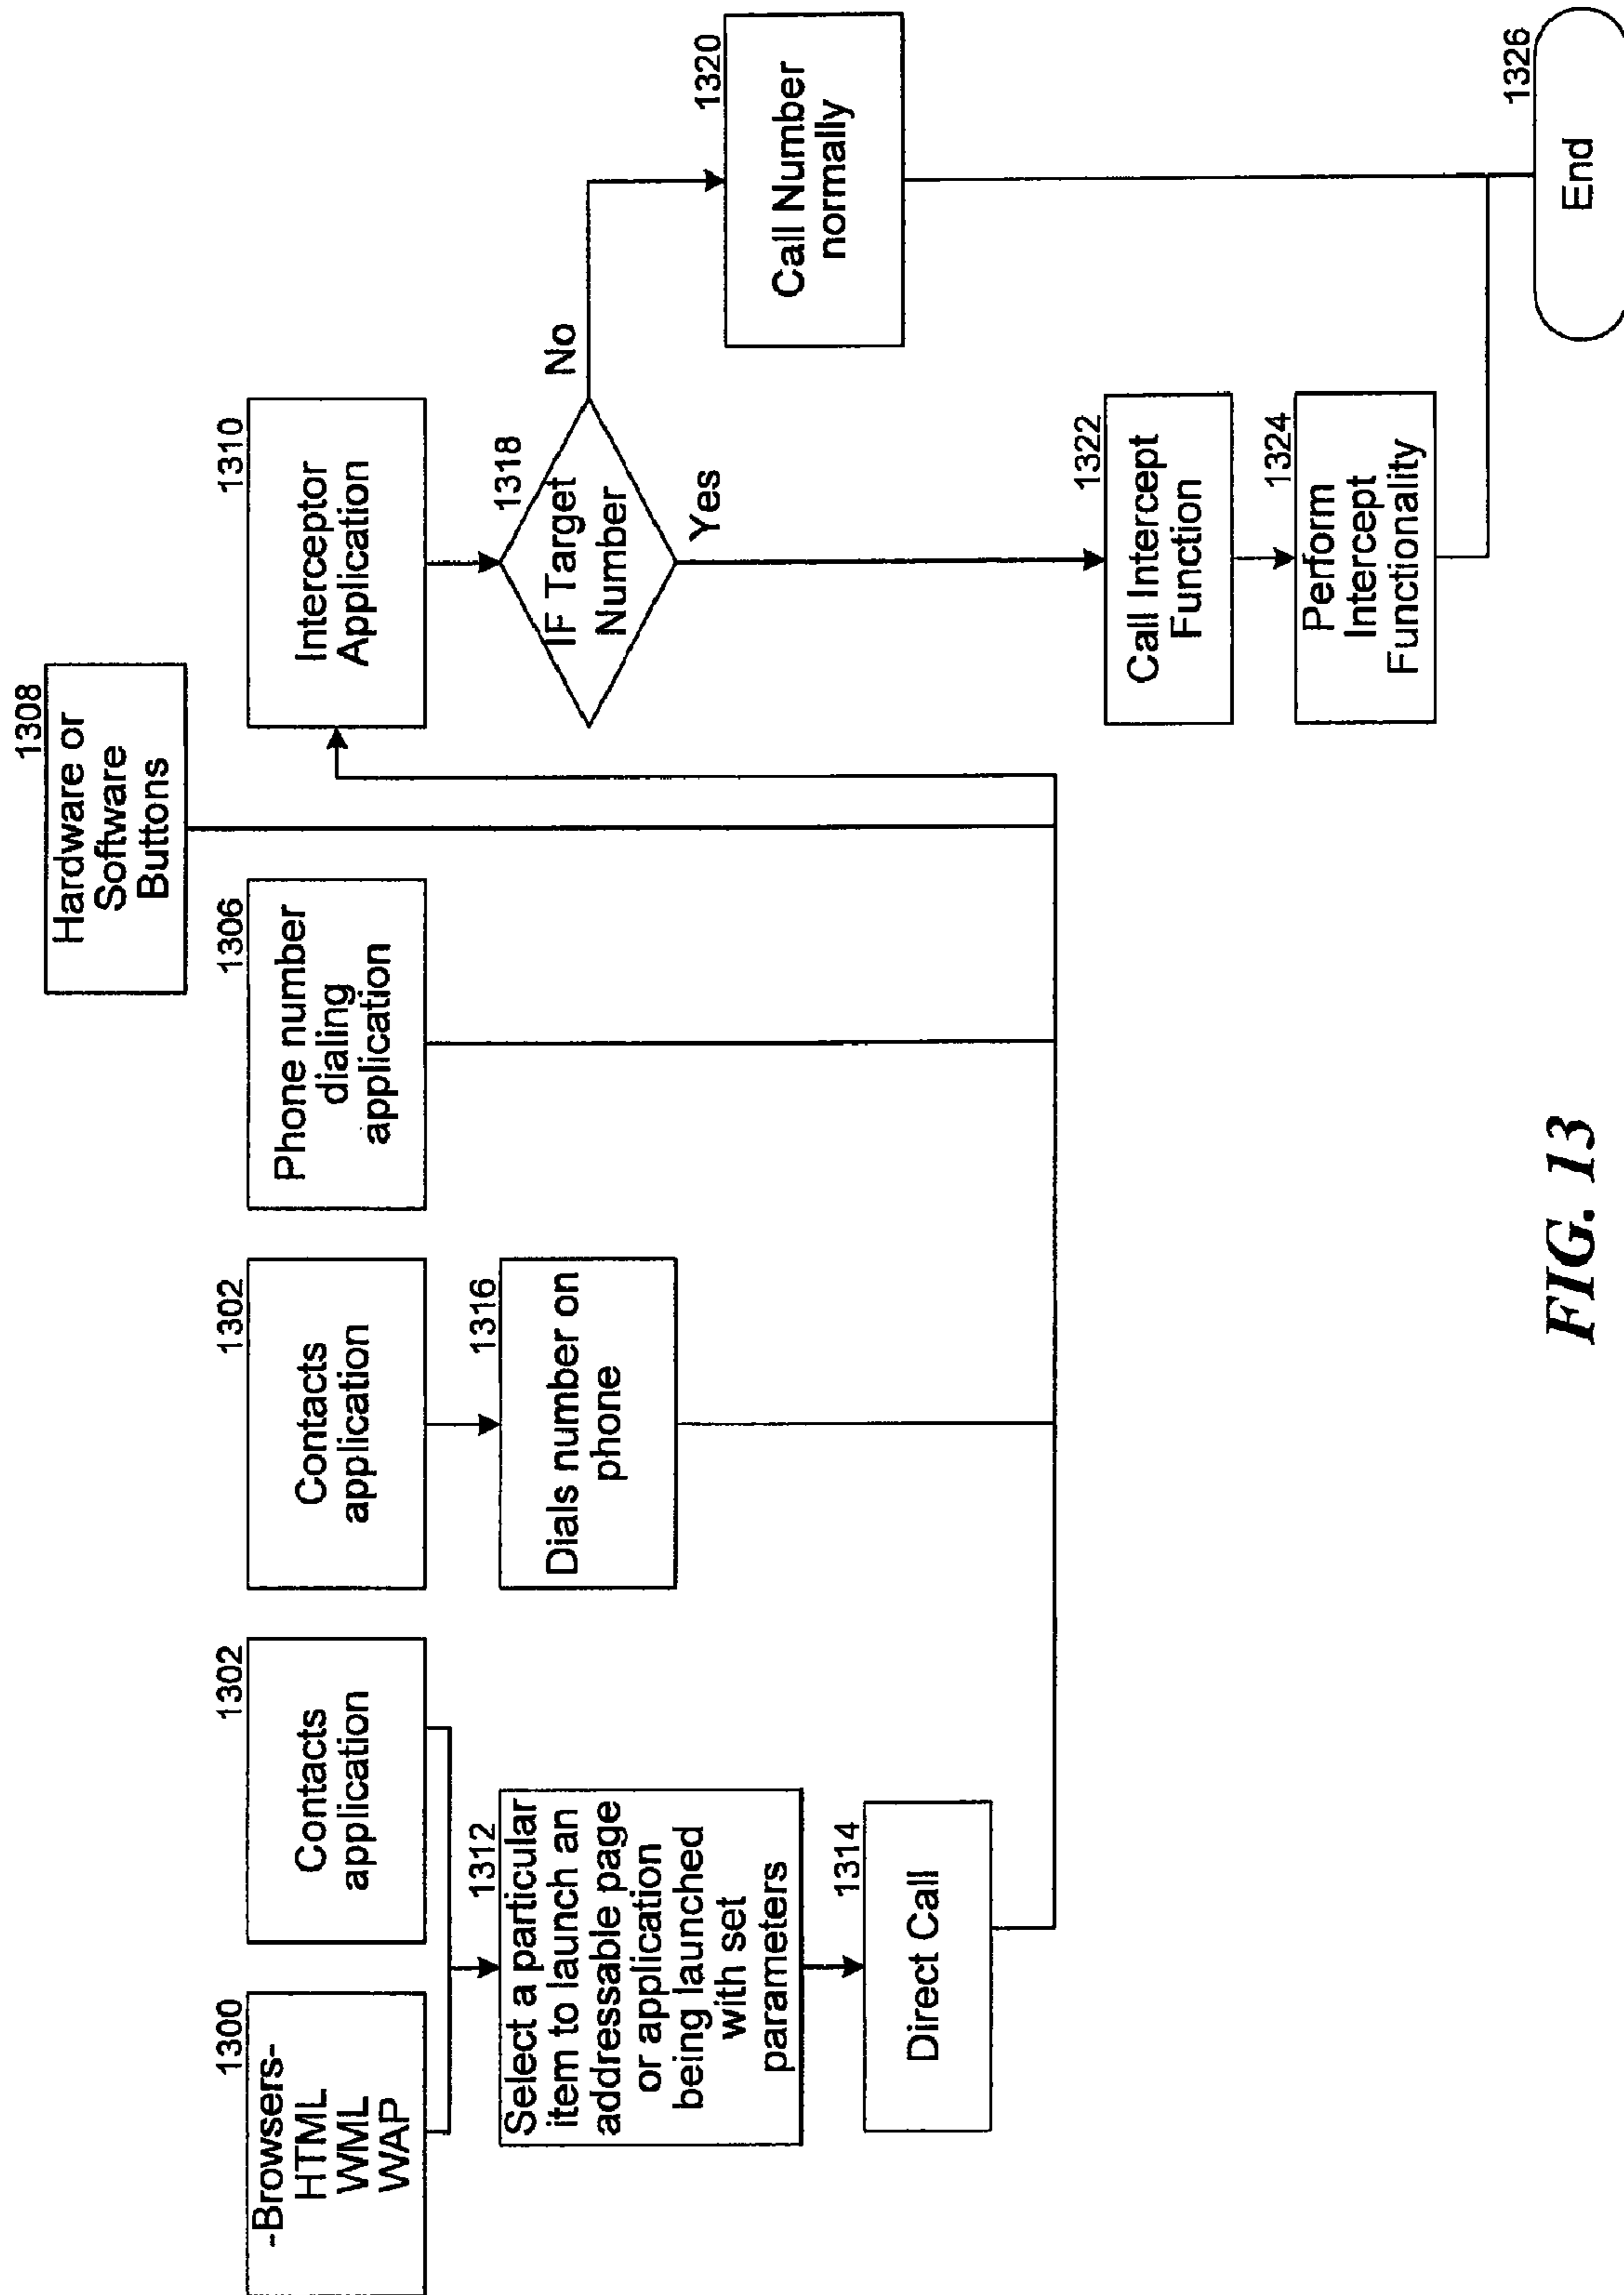 1300
-Browsers-
HTML
WML
WAP
1302
Contacts
application
1312
Select a particular
item to launch an
addressable page
or application
being launched
with set
parameters
1314
Direct Call
1302
Contacts
application
1316
Dials number on
phone
1306
Phone number
dialing
application
1308
Hardware or
Software
Buttons
1310
Interceptor
Application
1318
IF Target
Number
No
Yes
1320
Call Number
normally
1322
Call Intercept
Function
1324
Perform
Intercept
Functionality
1326
End
FIG. 13